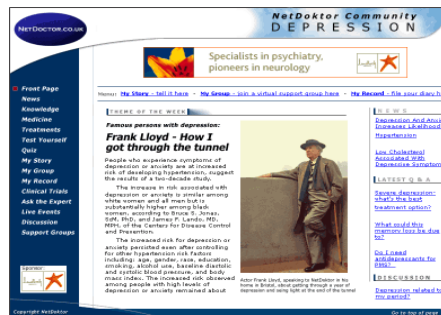 NETDOCTOR.CO.UK
NetDoktor Community
DEPRESSION
Specialists in psychiatry,
pioneers in neurology
Front Page
News
Knowledge
Medicine
Treatments
Test Yourself
Quiz
My Story
My Group
My Record
Clinical Trials
Ask the Expert
Live Events
Discussion
Support Groups
Sponsor
Copyright NetDoktor
My Story - tell it here ~ My Group - join a virtual support group here ~ My Record - file your diary h
THEME OF THE WEEK
Famous persons with depression:
Frank Lloyd - How I
got through the tunnel
People who experience symptoms of
depression or anxiety are at increased
risk of developing hypertension, suggest
the results of a two-decade study.
The increase in risk associated with
depression or anxiety is similar among
white women and all men but is
substantially higher among black
women, according to Bruce S. Jonas,
ScM, PhD, and James F. Lando, MD,
MPH, of the Centers for Disease Control
and Prevention.
The increased risk for depression or
anxiety persisted even after controlling
for other hypertension risk factors
including: age, gender, race, education,
smoking, alcohol use, baseline diastolic
and systolic blood pressure, and body
mass index. The increased risk observed
among people with high levels of
depression or anxiety remained about
Actor Frank Lloyd, speaking to NetDoktor in his
home in Bristol, about getting through a year of
depression and seeing light at the end of the tunnel
NEWS
Depression And Anxi
Increases Likelihood
Hypertension
Low Cholesterol
Associated With
Depressive Symptom
LATEST Q & A
Severe depression-
what's the best
treatment option?
What could this
memory loss be due
to?
Do I need
antidepressants for
PMS?
DISCUSSION
Depression related to
my period?
Go to top of page